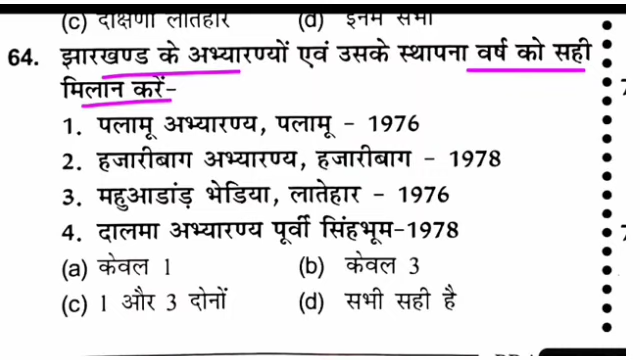 (c) दक्षिणी लातेहार (d) इनमें सभी
64. झारखण्ड के अभ्यारण्यों एवं उसके स्थापना वर्ष को सही
मिलान करें-
1. पलामू अभ्यारण्य, पलामू - 1976
2. हजारीबाग अभ्यारण्य, हजारीबाग - 1978
3. महुआडांड़ भेडिया, लातेहार - 1976
4. दालमा अभ्यारण्य पूर्वी सिंहभूम-1978
(a) केवल 1 (b) केवल 3
(c) 1 और 3 दोनों (d) सभी सही है